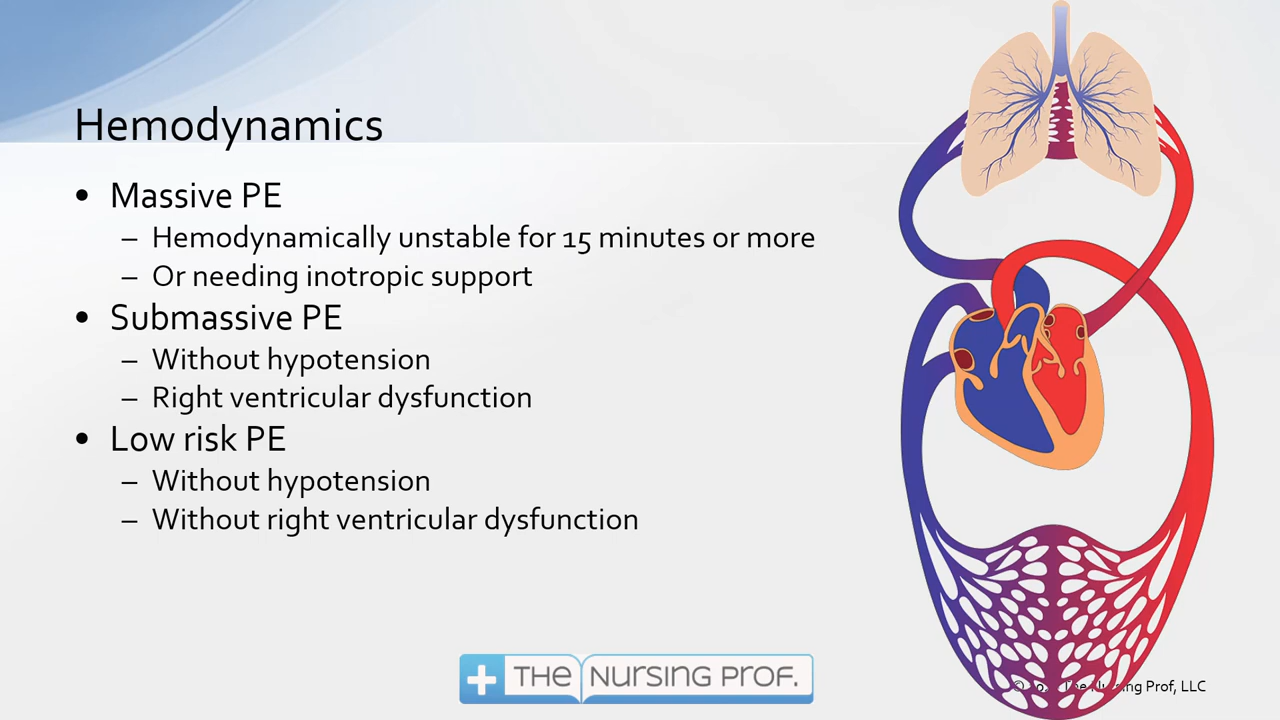 Hemodynamics
• Massive PE
– Hemodynamically unstable for 15 minutes or more
– Or needing inotropic support
• Submassive PE
– Without hypotension
– Right ventricular dysfunction
• Low risk PE
– Without hypotension
– Without right ventricular dysfunction
THE NURSING PROF.
The Nursing Prof, LLC